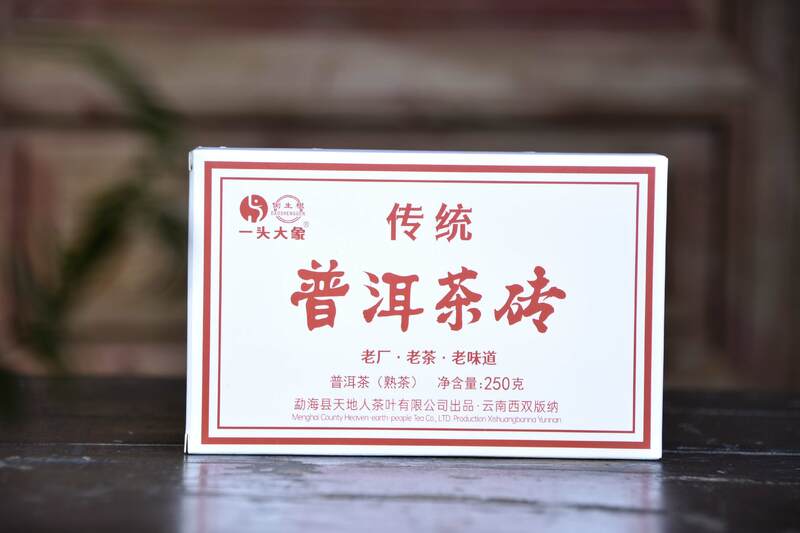 一头大象®
传统
普洱茶砖
老厂·老茶·老味道
普洱茶（熟茶） 净含量:250克
勐海县天地人茶叶有限公司出品·云南西双版纳
Menghai County Heaven-earth-people Tea Co., LTD. Production Xishuangbanna Yunnan